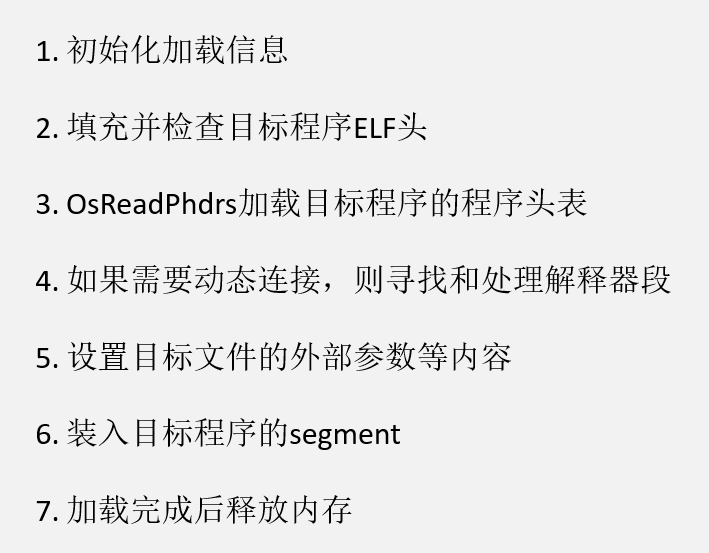 1. 初始化加载信息
2. 填充并检查目标程序ELF头
3. OsReadPhdrs加载目标程序的程序头表
4. 如果需要动态连接，则寻找和处理解释器段
5. 设置目标文件的外部参数等内容
6. 装入目标程序的segment
7. 加载完成后释放内存